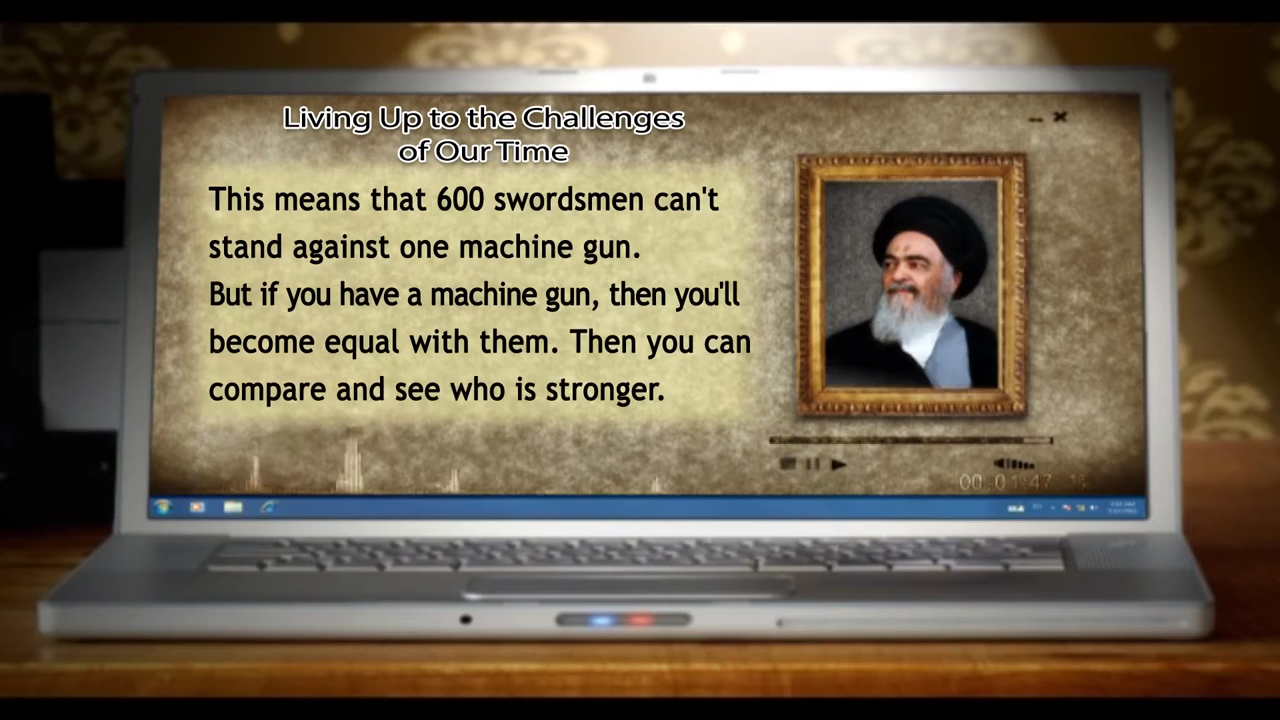 Living Up to the Challenges
of Our Time
This means that 600 swordsmen can't
stand against one machine gun.
But if you have a machine gun, then you'll
become equal with them. Then you can
compare and see who is stronger.